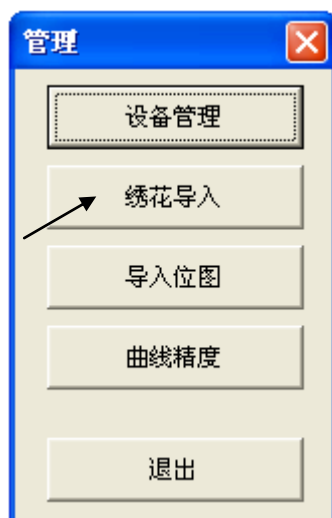 管理
设备管理
绣花导入
导入位图
曲线精度
退出